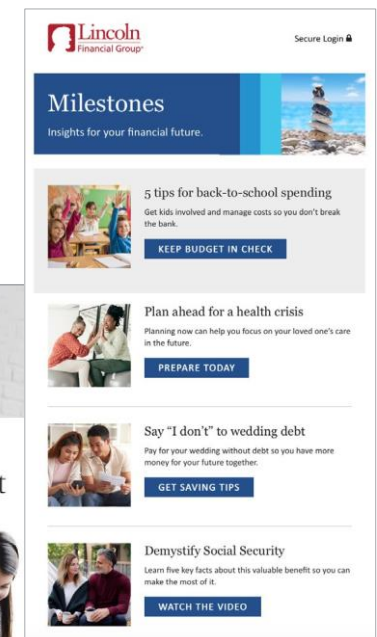 Lincoln
Financial Group®
Secure Login
Milestones
Insights for your financial future.
5 tips for back-to-school spending
Get kids involved and manage costs so you don't break
the bank.
KEEP BUDGET IN CHECK
Plan ahead for a health crisis
Planning now can help you focus on your loved one's care
in the future.
PREPARE TODAY
Say “I don't” to wedding debt
Pay for your wedding without debt so you have more
money for your future together.
GET SAVING TIPS
Demystify Social Security
Learn five key facts about this valuable benefit so you can
make the most of it.
WATCH THE VIDEO